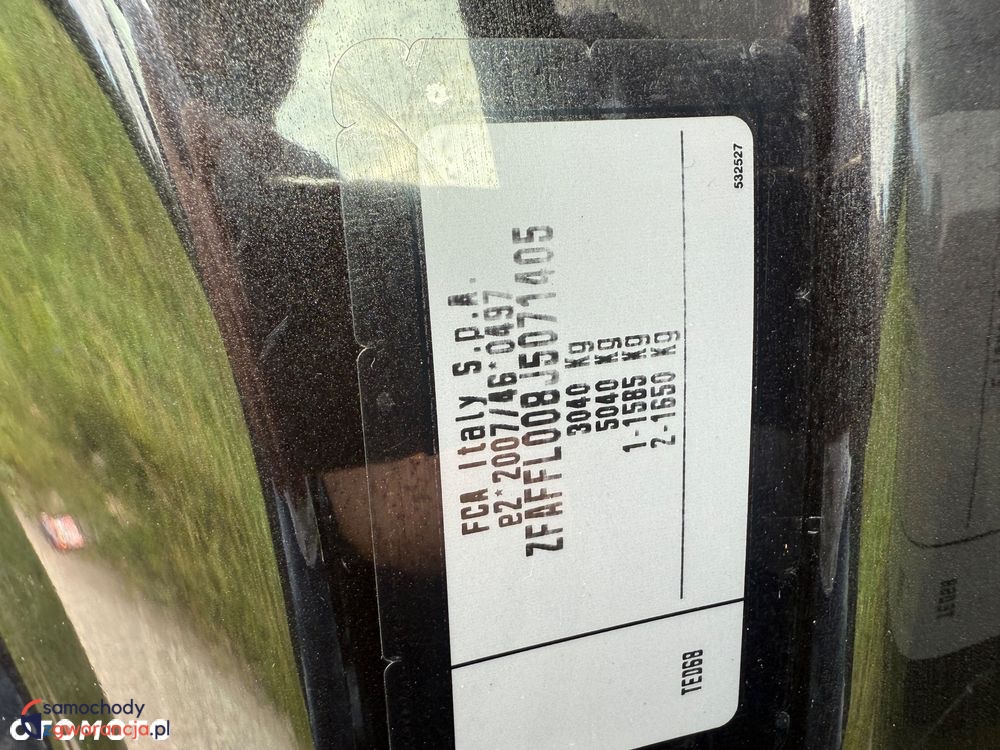 FCA Italy S.p.A.
e2*2007/46*0497
ZFAFFL008J5071405
3040 Kg
5040 Kg
1-1585 Kg
2-1650 Kg
532527
TED6B
samochody
zgwarancja.pl
OTOMOTO